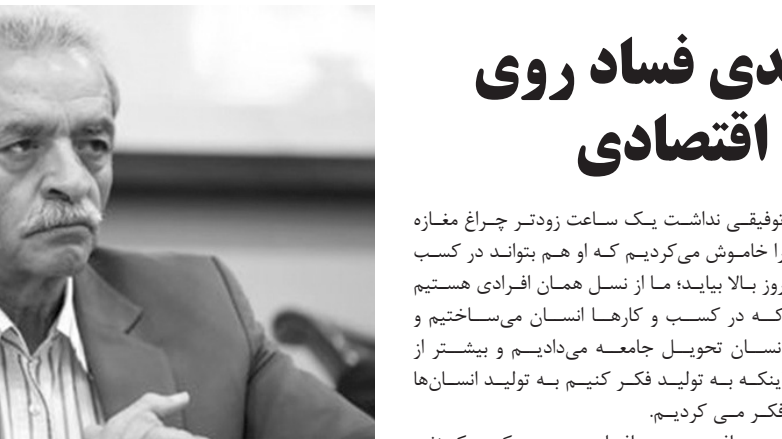 فساد روی
اقتصادی
توفیقی نداشت یک ساعت زودتر چراغ مغازه
را خاموش می‌کردیم که او هم بتواند در کسب
روز بالا بیاید؛ ما از نسل همان افرادی هستیم
که در کسب و کارها انسان می‌ساختیم و
انسان تحویل جامعه می‌دادیم و بیشتر از
اینکه به تولید فکر کنیم به تولید انسان‌ها
فکر می کردیم.